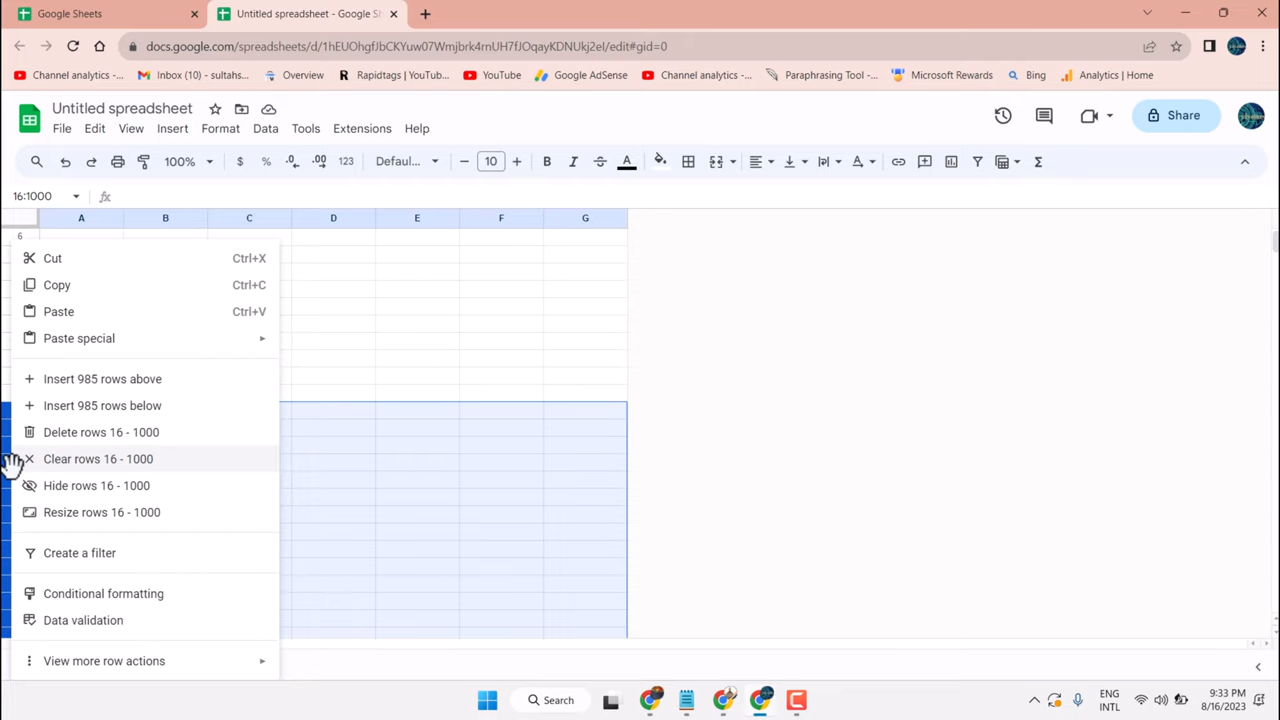 Google Sheets
Untitled spreadsheet - Google S
docs.google.com/spreadsheets/d/1hEUOhgfJbCKYuw07Wmjbrk4rnUH7fJOqayKDNUkj2eI/edit#gid=0
Channel analytics -...
Inbox (10) - sultahs...
Overview
Rapidtags | YouTub...
YouTube
Google AdSense
Channel analytics -...
Paraphrasing Tool -...
Microsoft Rewards
Bing
Analytics | Home
Untitled spreadsheet
Share
File Edit View Insert Format Data Tools Extensions Help
100% $ % .0 .00 123 Defaul... 10 B I S A Σ
16:1000 fx
A B C D E F G
6
Cut Ctrl+X
Copy Ctrl+C
Paste Ctrl+V
Paste special
Insert 985 rows above
Insert 985 rows below
Delete rows 16 - 1000
Clear rows 16 - 1000
Hide rows 16 - 1000
Resize rows 16 - 1000
Create a filter
Conditional formatting
Data validation
View more row actions
Search
ENG
INTL
9:33 PM
8/16/2023